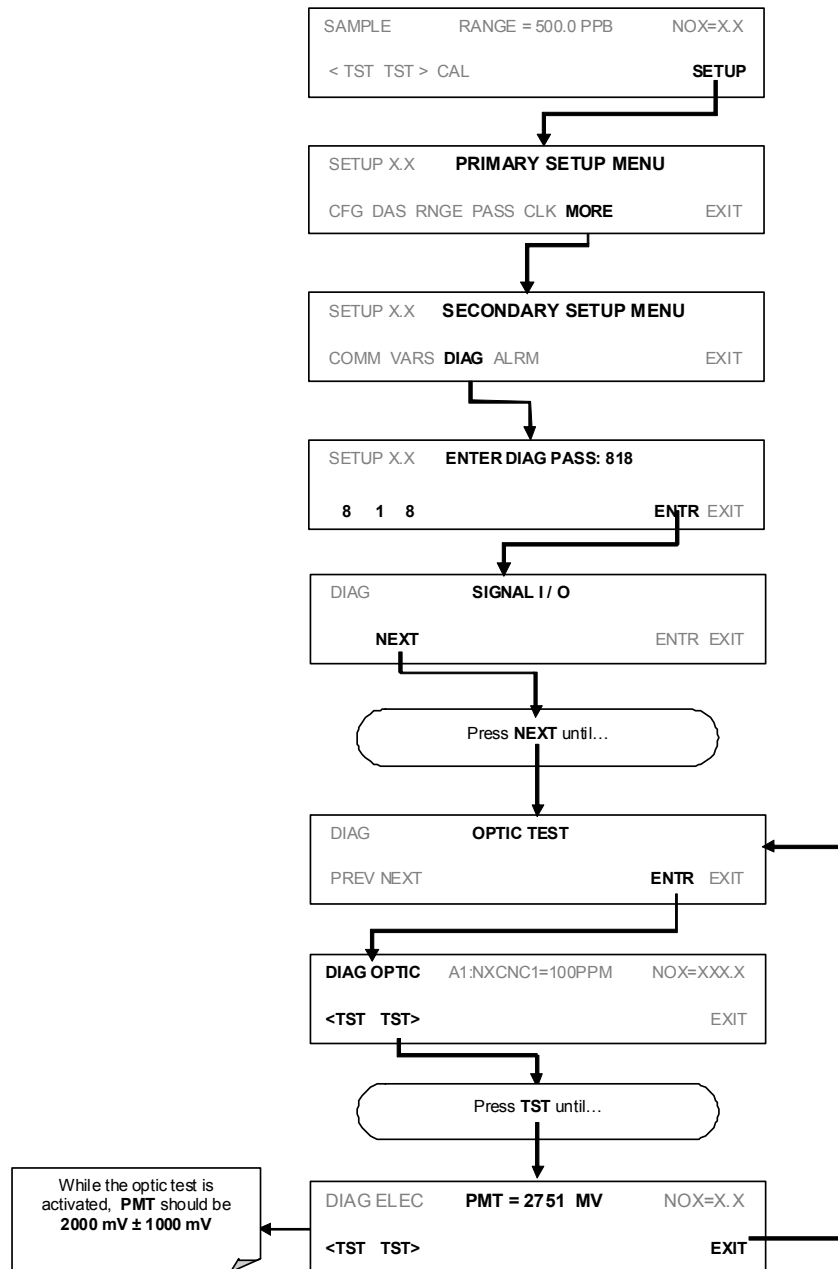 SAMPLE RANGE = 500.0 PPB NOX=X.X
< TST TST > CAL SETUP
SETUP X.X PRIMARY SETUP MENU
CFG DAS RNGE PASS CLK MORE EXIT
SETUP X.X SECONDARY SETUP MENU
COMM VARS DIAG ALRM EXIT
SETUP X.X ENTER DIAG PASS: 818
8 1 8 ENTR EXIT
DIAG SIGNAL I / O
NEXT ENTR EXIT
Press NEXT until...
DIAG OPTIC TEST
PREV NEXT ENTR EXIT
DIAG OPTIC A1:NXCNC1=100PPM NOX=XXX.X
<TST TST> EXIT
Press TST until...
While the optic test is
activated, PMT should be
2000 mV ± 1000 mV
DIAG ELEC PMT = 2751 MV NOX=X.X
<TST TST> EXIT